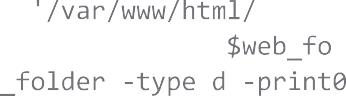 '/var/www/html/
$web_fo
_folder -type d -print0